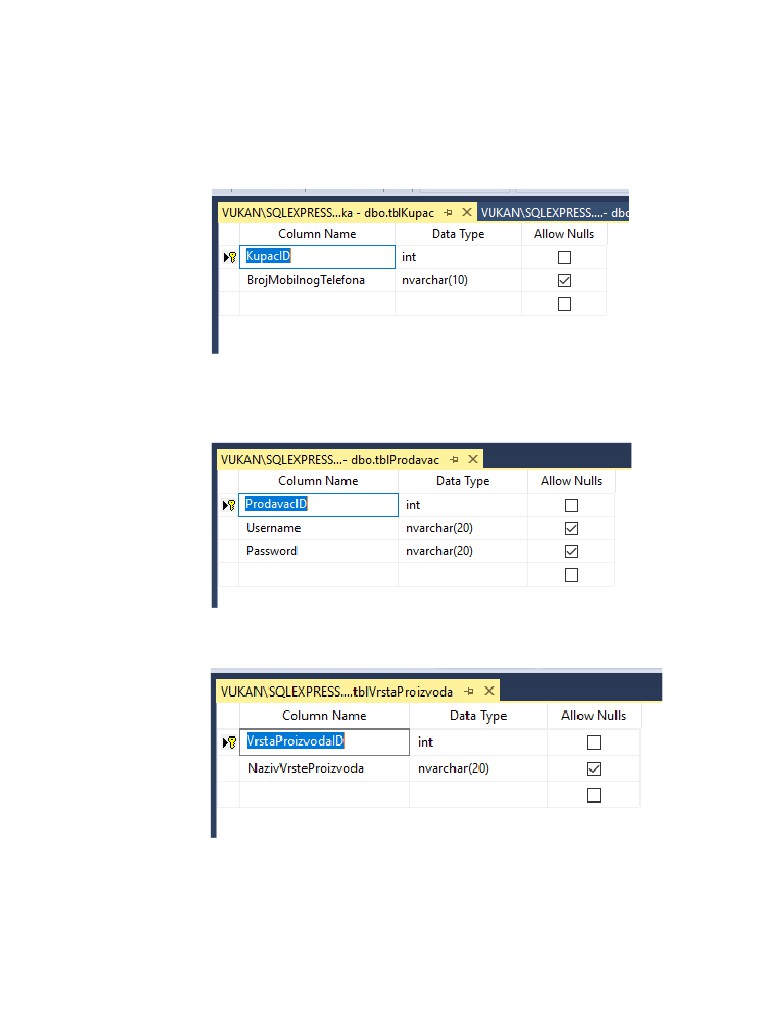 VUKAN\SQLEXPRESS...ka - dbo.tblKupac VUKAN\SQLEXPRESS....- dbo
Column Name Data Type Allow Nulls
KupacID int
BrojMobilnogTelefona nvarchar(10)
VUKAN\SQLEXPRESS...- dbo.tblProdavac
Column Name Data Type Allow Nulls
ProdavacID int
Username nvarchar(20)
Password nvarchar(20)
VUKAN\SQLEXPRESS....tblVrstaProizvoda
Column Name Data Type Allow Nulls
VrstaProizvodaID int
NazivVrsteProizvoda nvarchar(20)